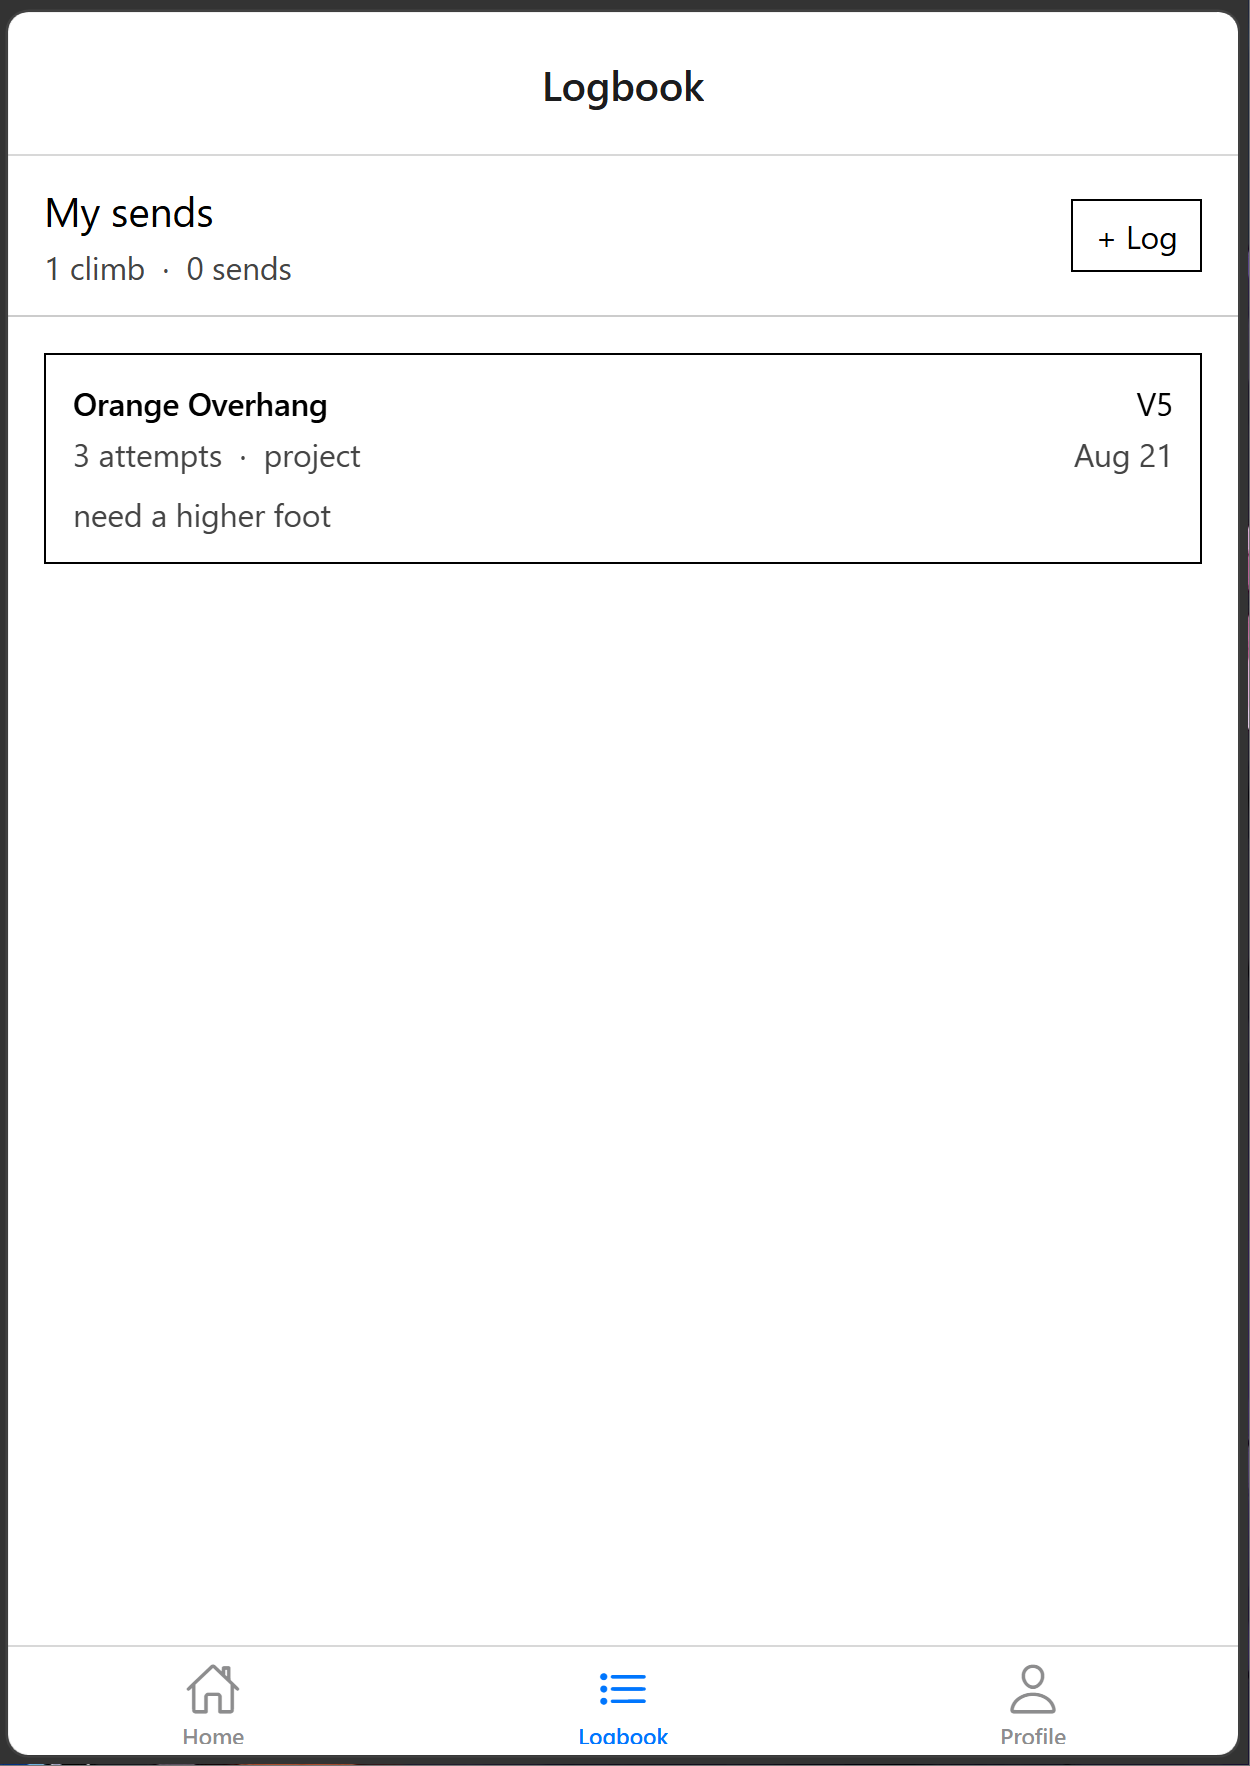 Logbook
My sends
1 climb · 0 sends
+ Log
Orange Overhang
V5
3 attempts · project
Aug 21
need a higher foot
Home
Logbook
Profile